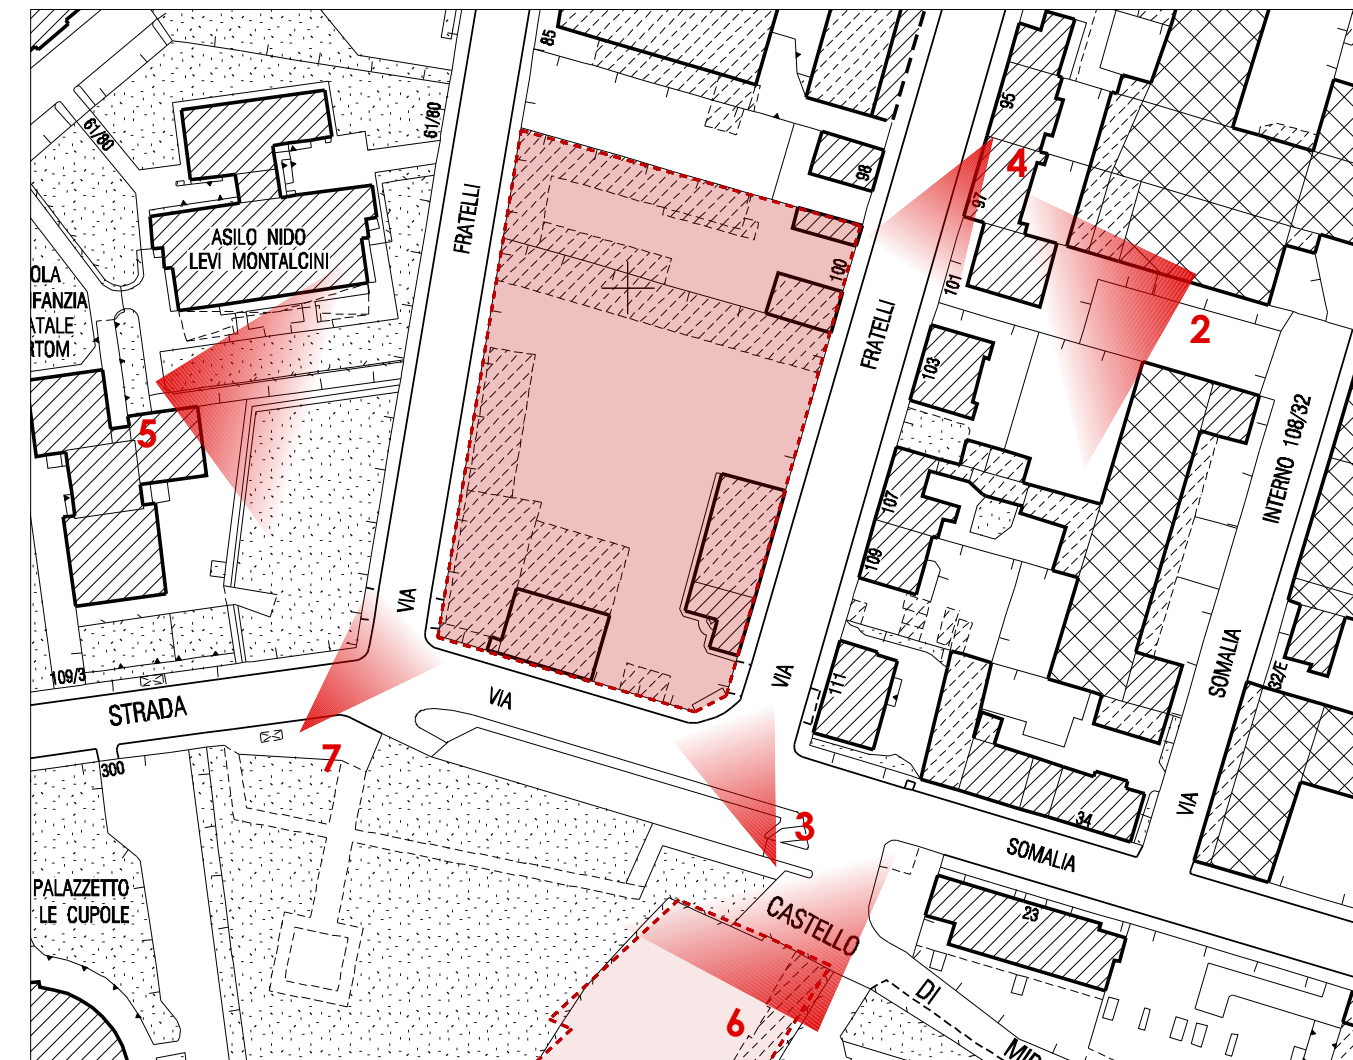 85
61/80
61/80
FRATELLI
ASILO NIDO
LEVI MONTALCINI
OLA
FANZIA
ATALE
RTOM
98
95
4
97
100
101
2
FRATELLI
103
5
INTERNO 108/32
107
109
VIA
109/3
STRADA
VIA
VIA
111
SOMALIA
32/E
7
300
3
34
VIA
SOMALIA
PALAZZETTO
LE CUPOLE
CASTELLO
23
6
DI
MIR